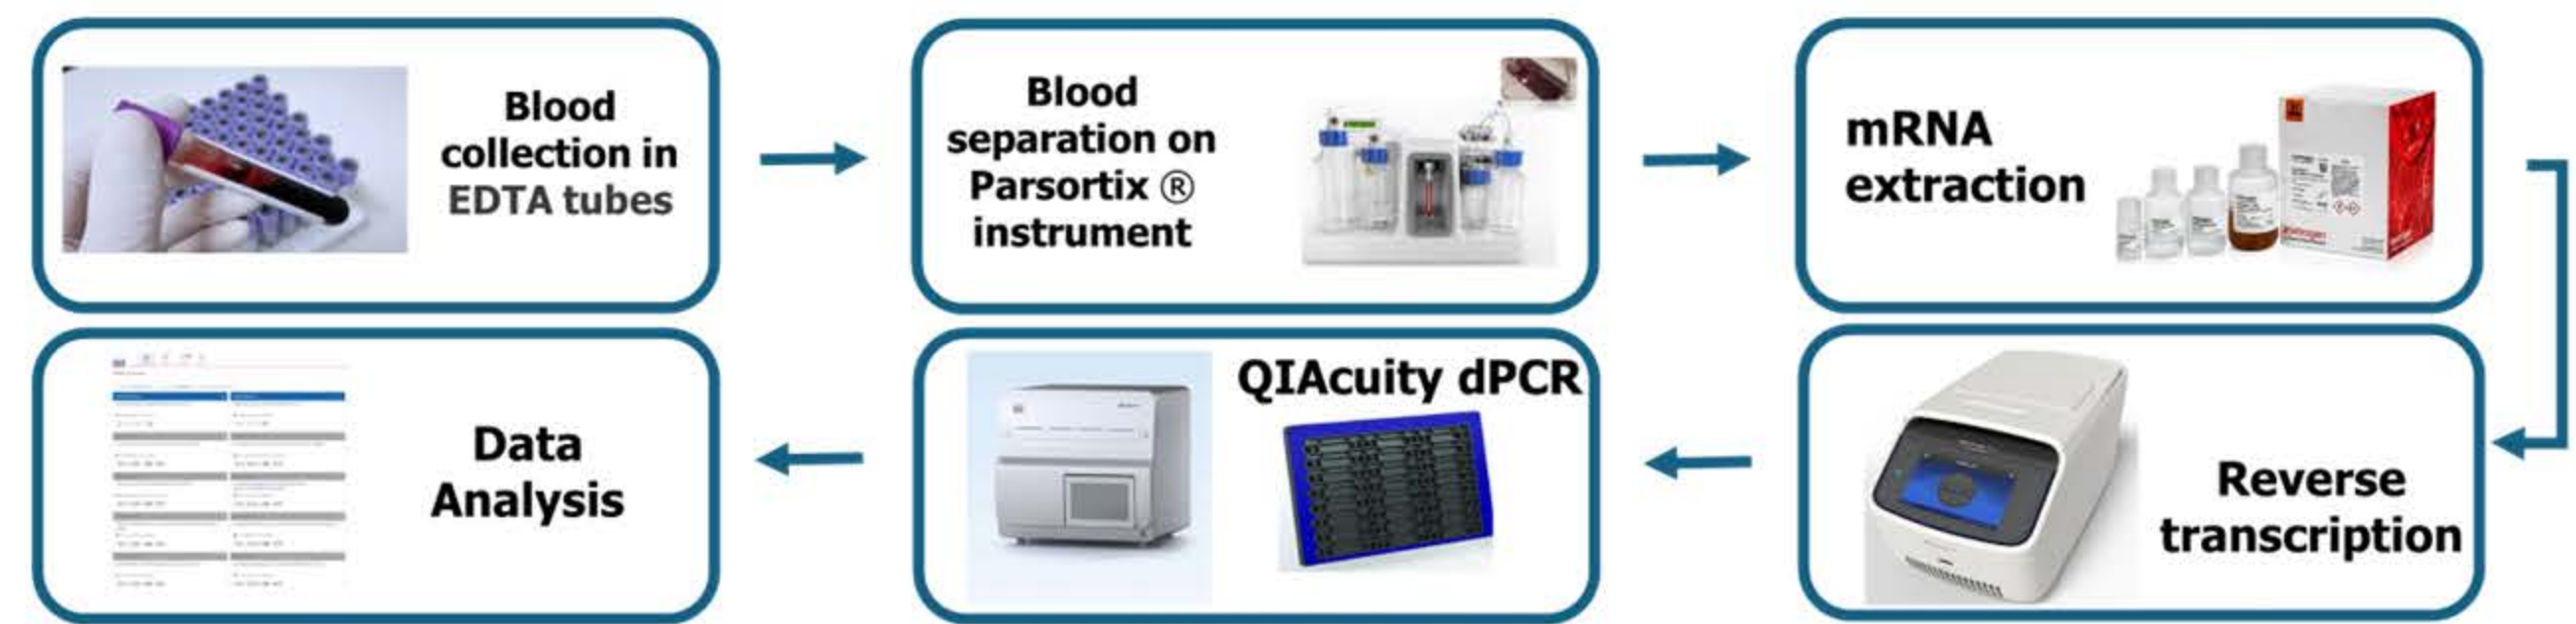 Blood
collection in
EDTA tubes
Blood
separation on
Parsortix ®
instrument
mRNA
extraction
Reverse
transcription
QIAcuity dPCR
Data
Analysis